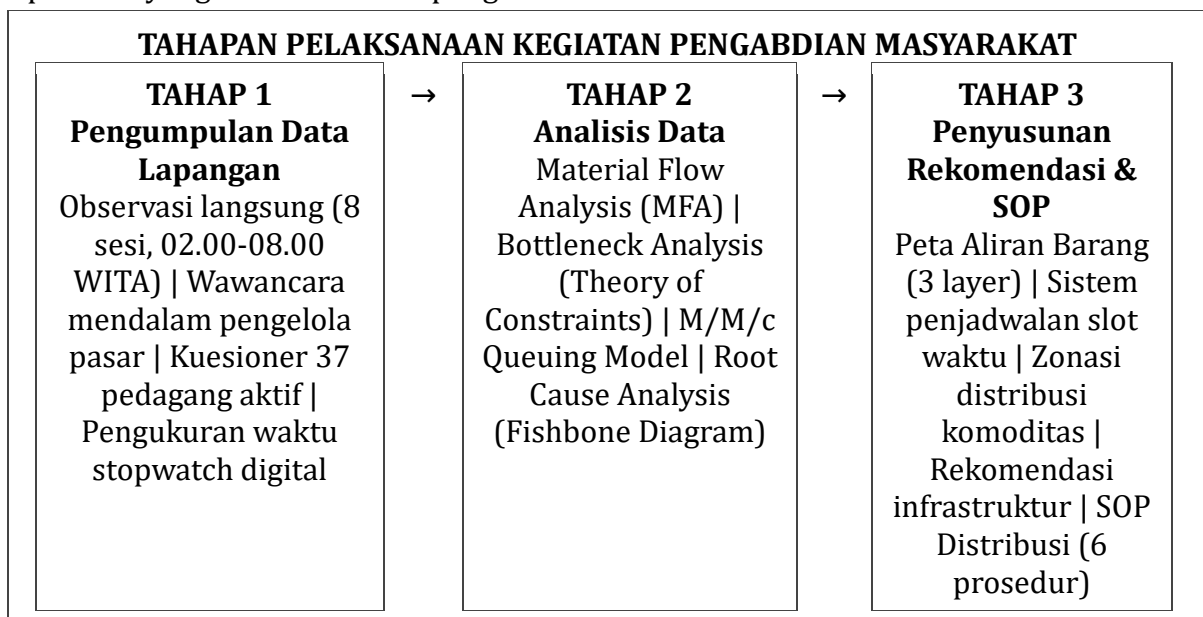 TAHAPAN PELAKSANAAN KEGIATAN PENGABDIAN MASYARAKAT
TAHAP 1
Pengumpulan Data
Lapangan
Observasi langsung (8
sesi, 02.00-08.00
WITA) | Wawancara
mendalam pengelola
pasar | Kuesioner 37
pedagang aktif |
Pengukuran waktu
stopwatch digital
→
TAHAP 2
Analisis Data
Material Flow
Analysis (MFA) |
Bottleneck Analysis
(Theory of
Constraints) | M/M/c
Queuing Model | Root
Cause Analysis
(Fishbone Diagram)
→
TAHAP 3
Penyusunan
Rekomendasi &
SOP
Peta Aliran Barang
(3 layer) | Sistem
penjadwalan slot
waktu | Zonasi
distribusi
komoditas |
Rekomendasi
infrastruktur | SOP
Distribusi (6
prosedur)